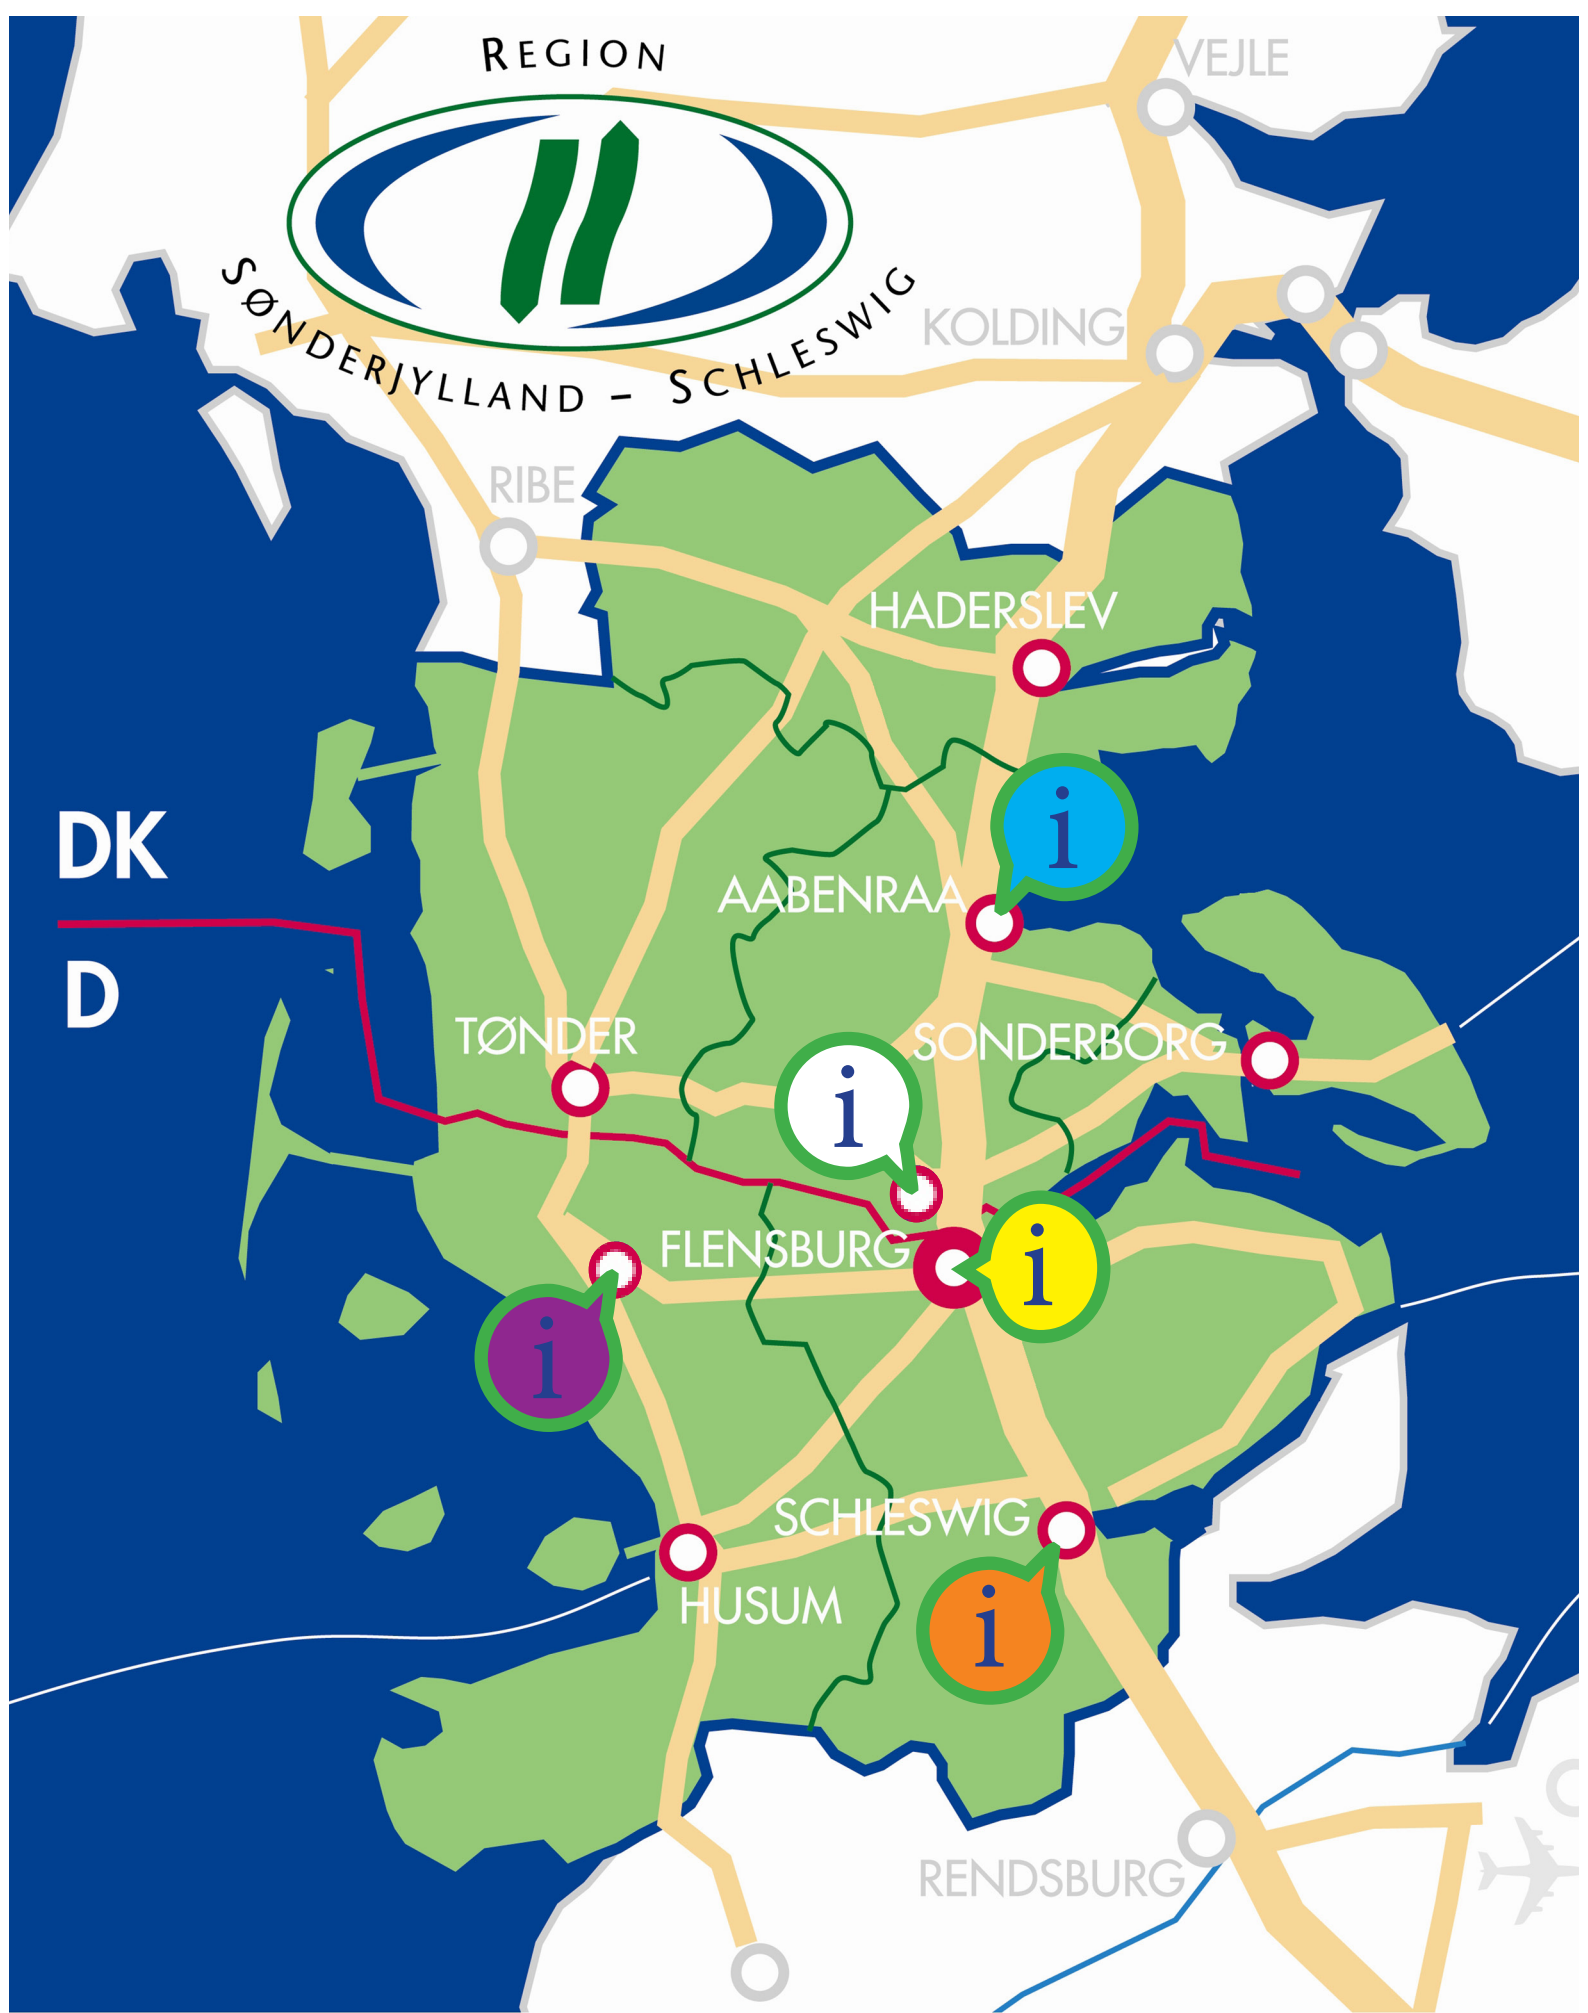 REGION
SØNDERJYLLAND – SCHLESWIG
VEJLE
KOLDING
RIBE
HADERSLEV
i
DK
AABENRAA
D
TØNDER
SONDERBORG
i
FLENSBURG
i
i
SCHLESWIG
HUSUM
i
RENDSBURG